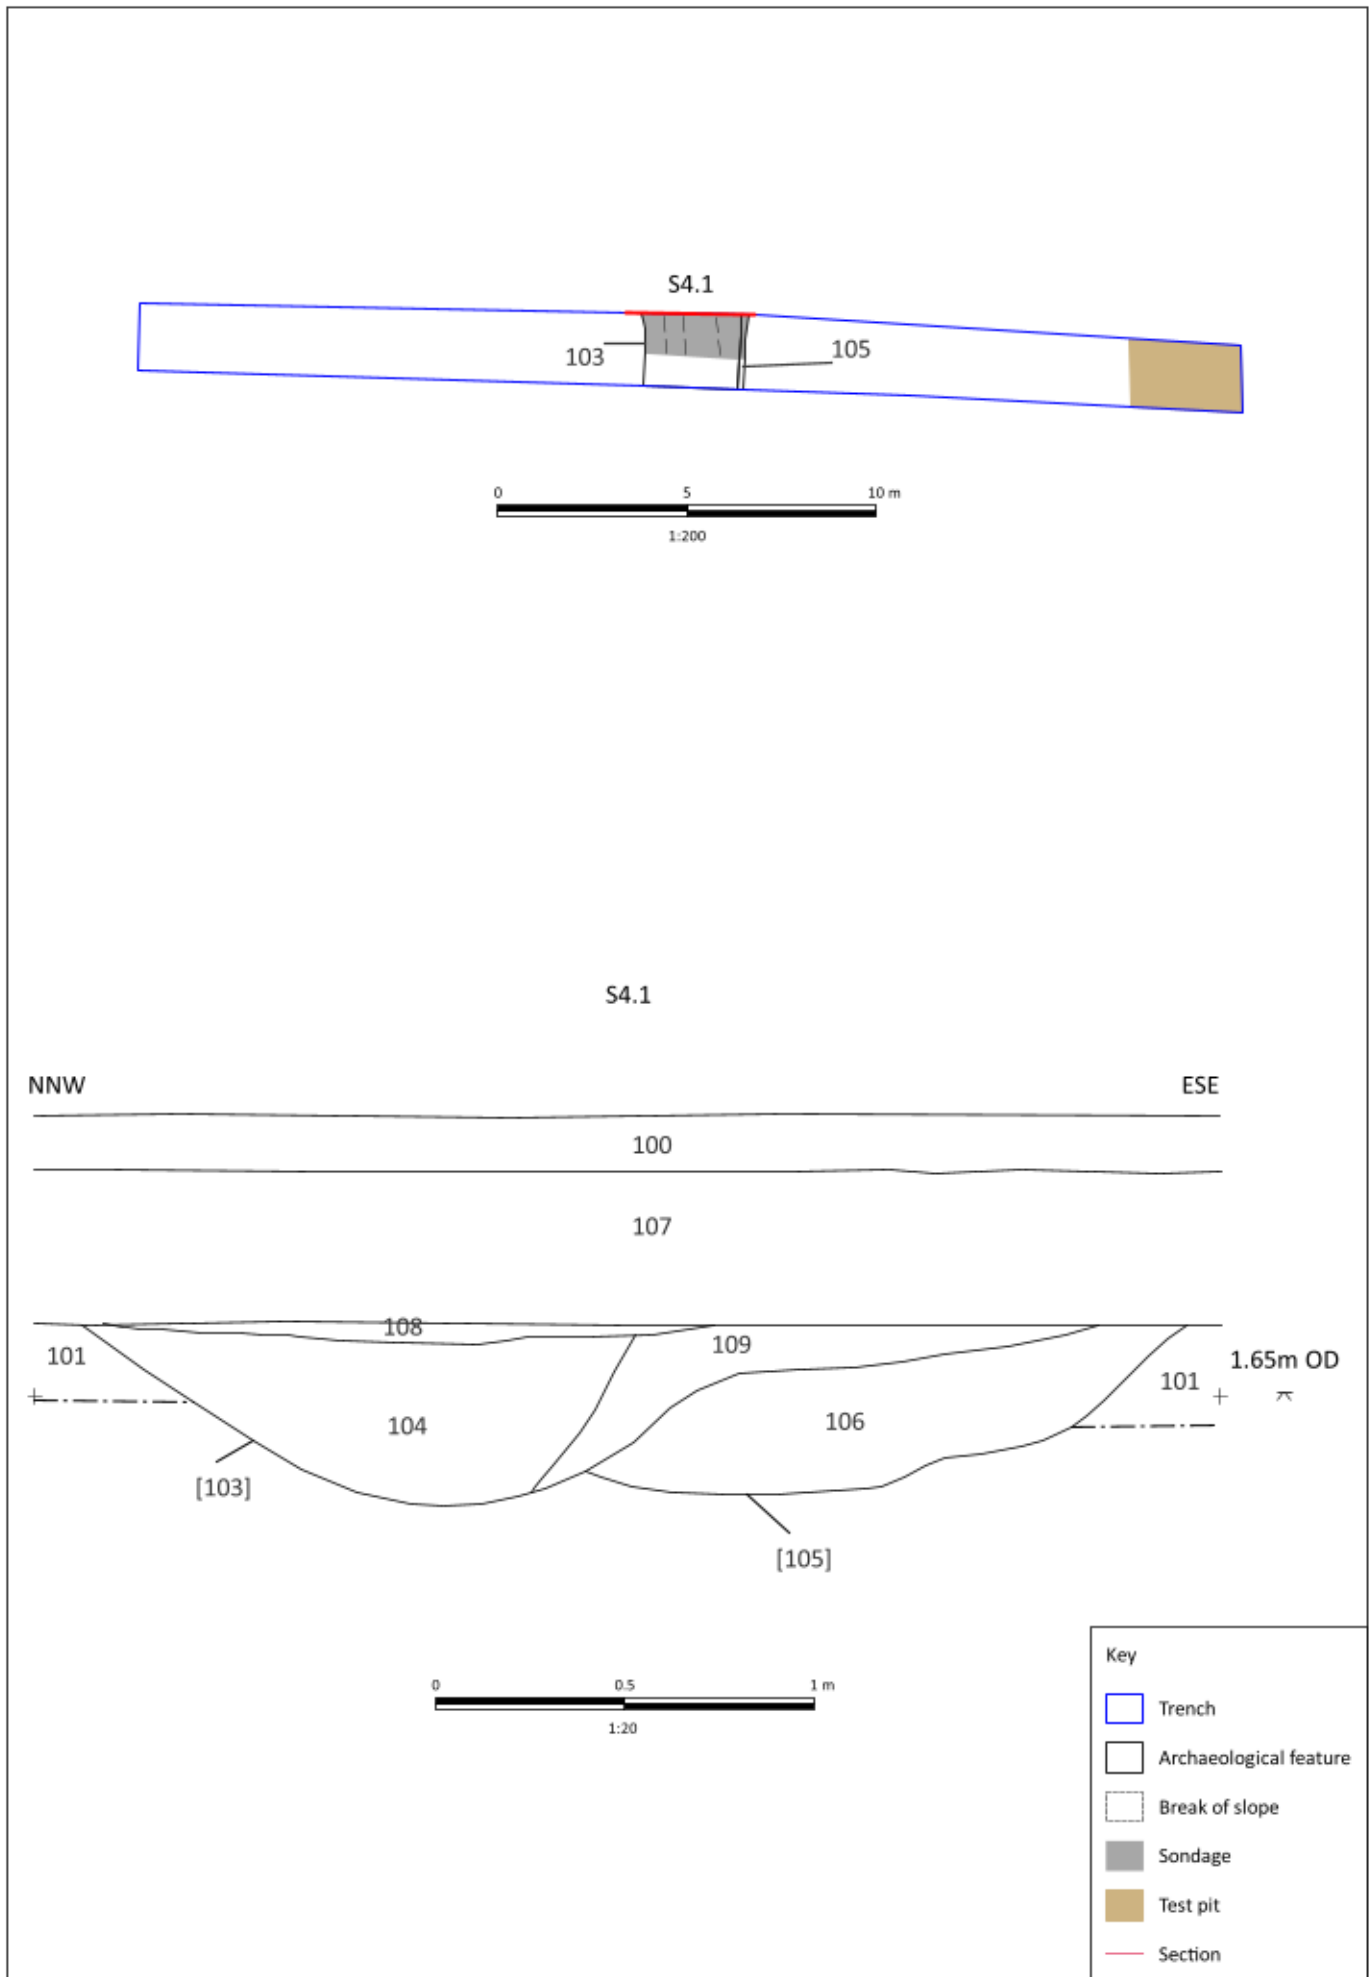 S4.1
103
105
0 5 10 m
1:200
S4.1
NNW ESE
100
107
108
109
101
1.65m OD
101
104
106
[103]
[105]
0 0.5 1 m
1:20
Key
Trench
Archaeological feature
Break of slope
Sondage
Test pit
Section